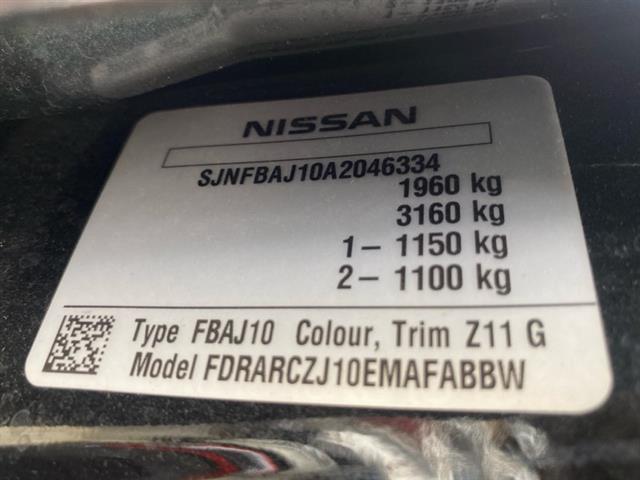 NISSAN
SJNFBAJ10A2046334
1960 kg
3160 kg
1– 1150 kg
2– 1100 kg
Type FBAJ10 Colour, Trim Z11 G
Model FDRARCZJ10EMAFABBW